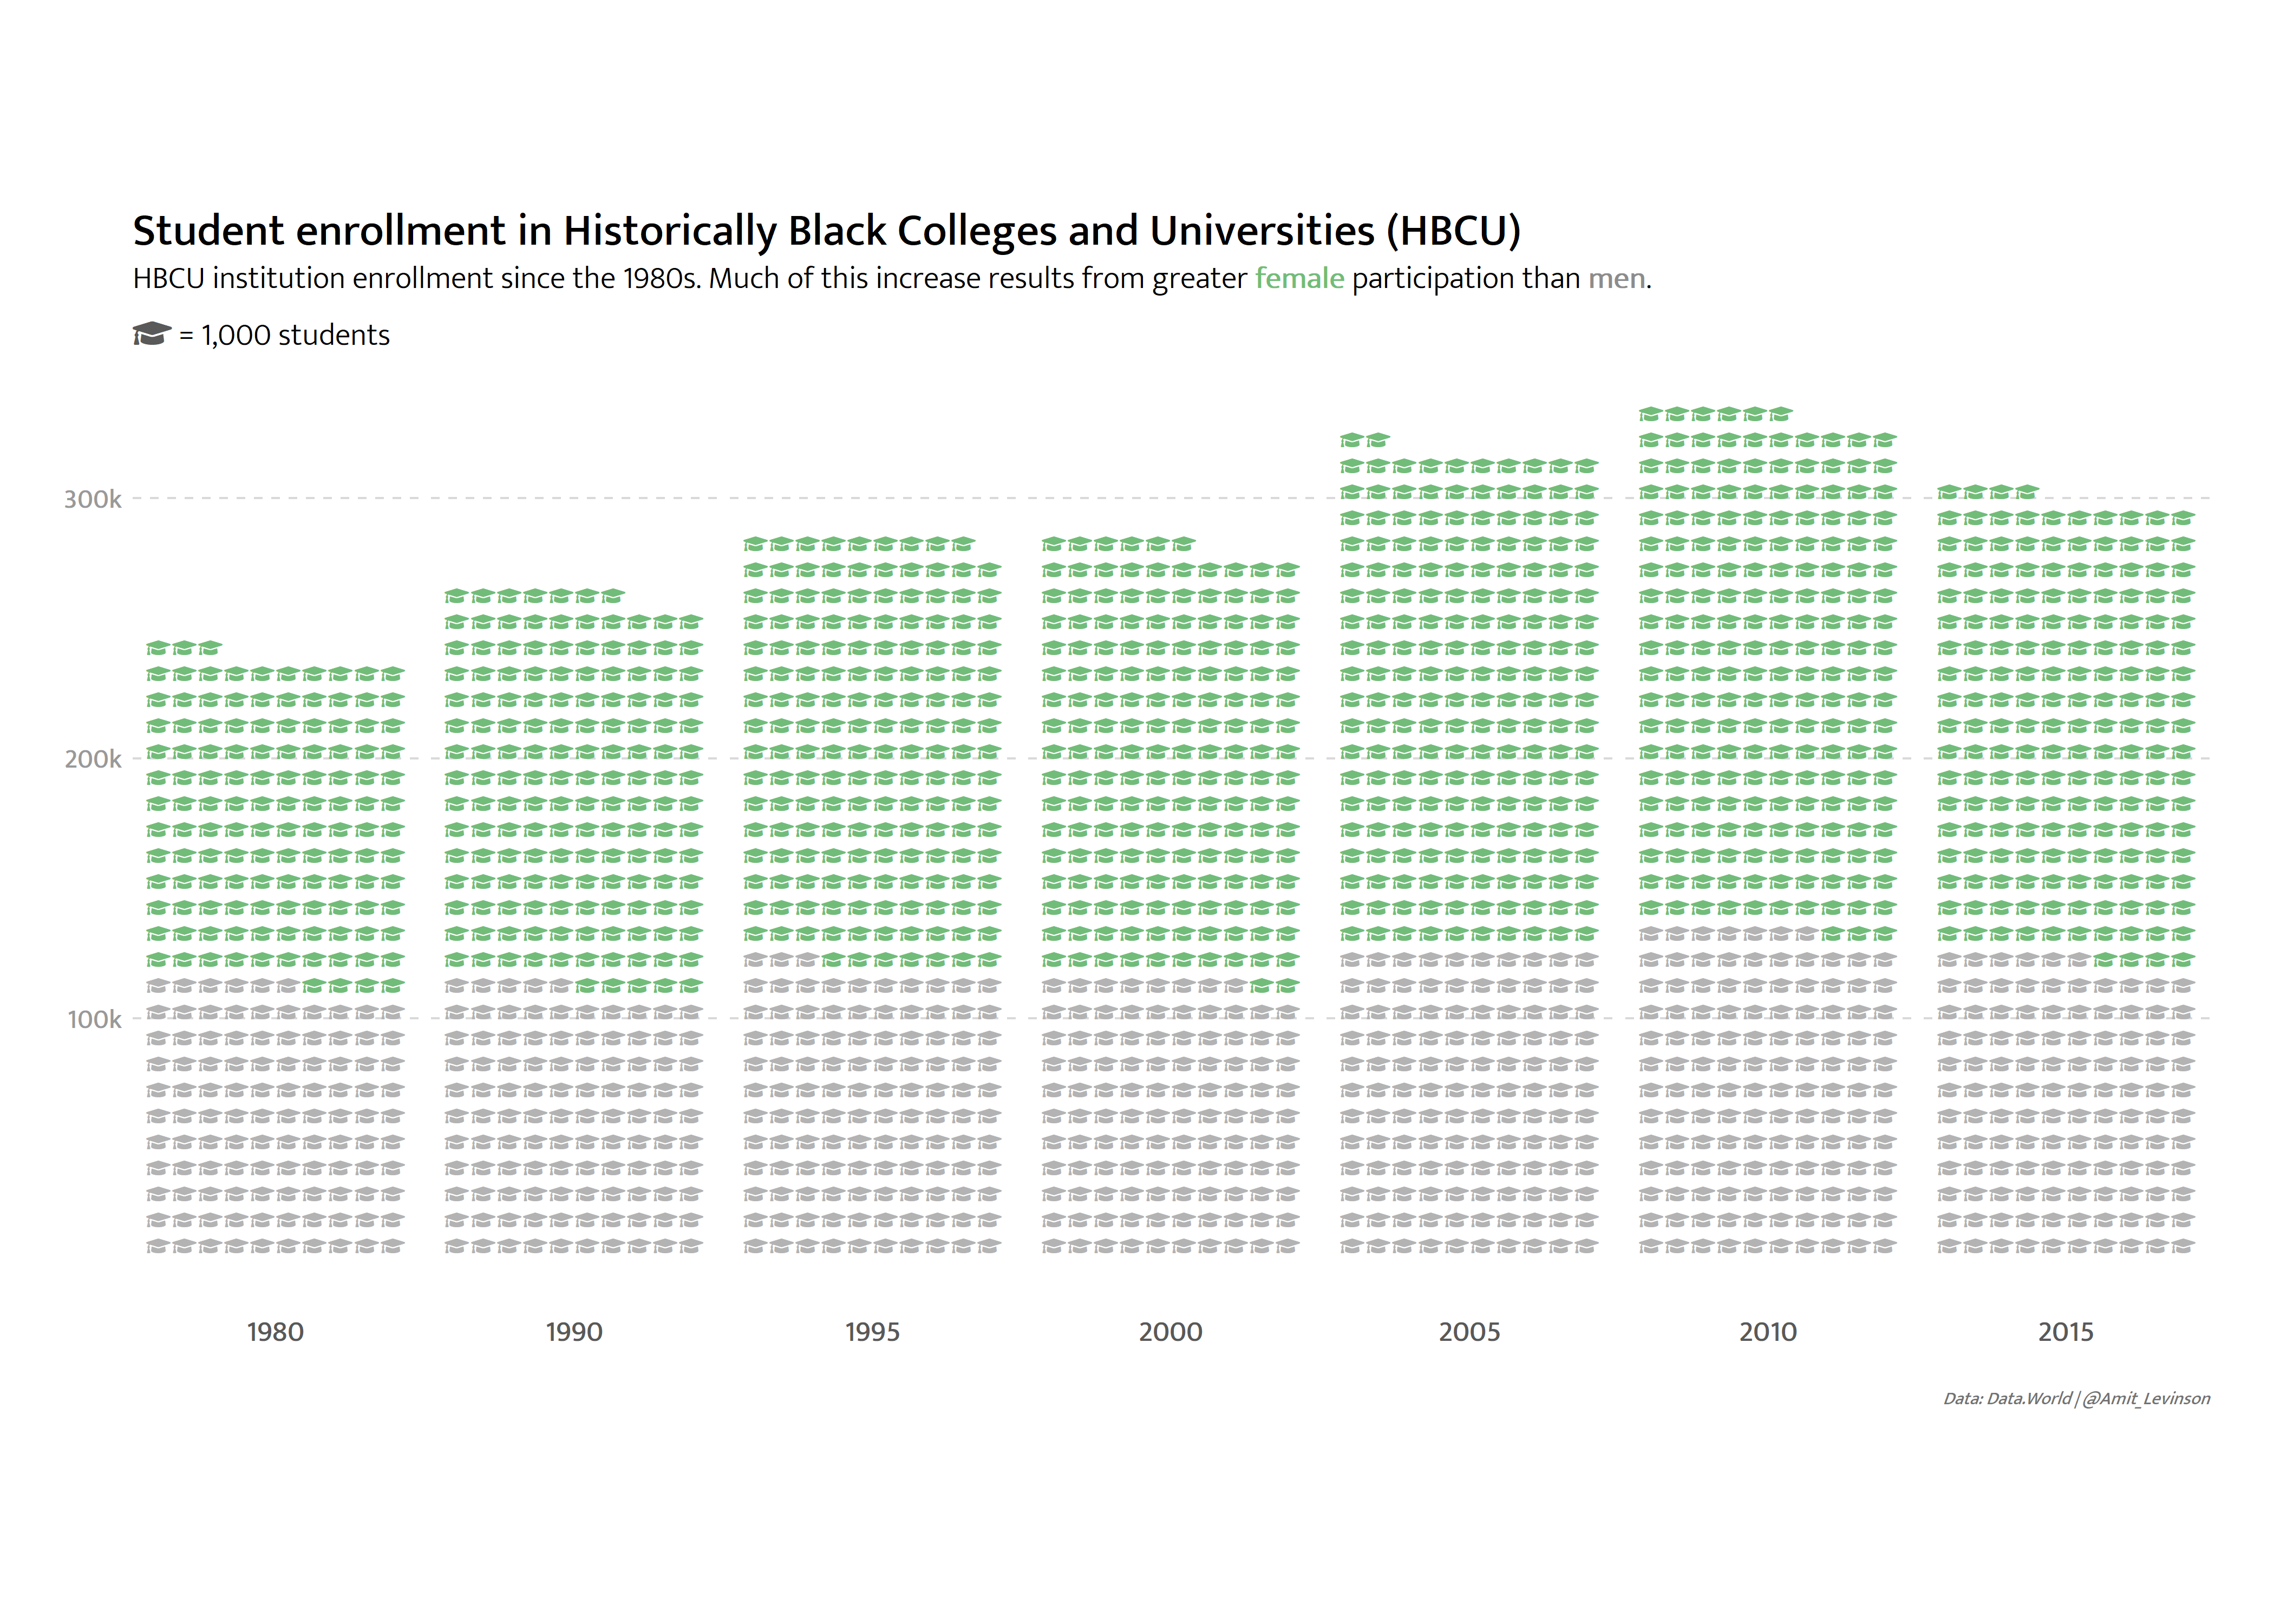 Student enrollment in Historically Black Colleges and Universities (HBCU)
HBCU institution enrollment since the 1980s. Much of this increase results from greater female participation than men.
= 1,000 students
300k
200k
100k
1980 1990 1995 2000 2005 2010 2015
Data: Data.World | @Amit_Levinson